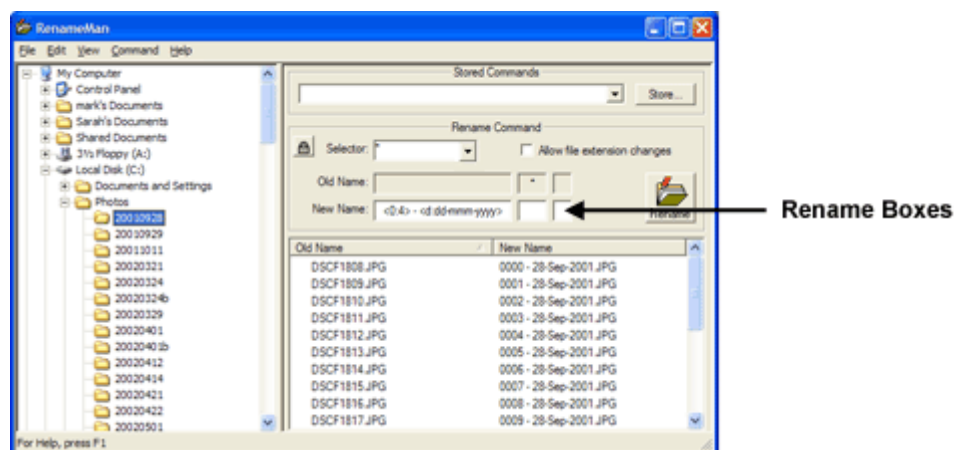 RenameMan
File Edit View Command Help
My Computer
Control Panel
mark's Documents
Sarah's Documents
Shared Documents
3½ Floppy (A:)
Local Disk (C:)
Documents and Settings
Photos
20010928
20010929
20011011
20020321
20020324
20020324b
20020329
20020401
20020401b
20020412
20020414
20020421
20020422
20020501
Stored Commands
Store...
Rename Command
Selector: *
Allow file extension changes
Old Name: *
New Name: <0:4> - <d:dd-mmm-yyyy>
Rename
Rename Boxes
Old Name New Name
DSCF1808.JPG 0000 - 28-Sep-2001.JPG
DSCF1809.JPG 0001 - 28-Sep-2001.JPG
DSCF1810.JPG 0002 - 28-Sep-2001.JPG
DSCF1811.JPG 0003 - 28-Sep-2001.JPG
DSCF1812.JPG 0004 - 28-Sep-2001.JPG
DSCF1813.JPG 0005 - 28-Sep-2001.JPG
DSCF1814.JPG 0006 - 28-Sep-2001.JPG
DSCF1815.JPG 0007 - 28-Sep-2001.JPG
DSCF1816.JPG 0008 - 28-Sep-2001.JPG
DSCF1817.JPG 0009 - 28-Sep-2001.JPG
For Help, press F1